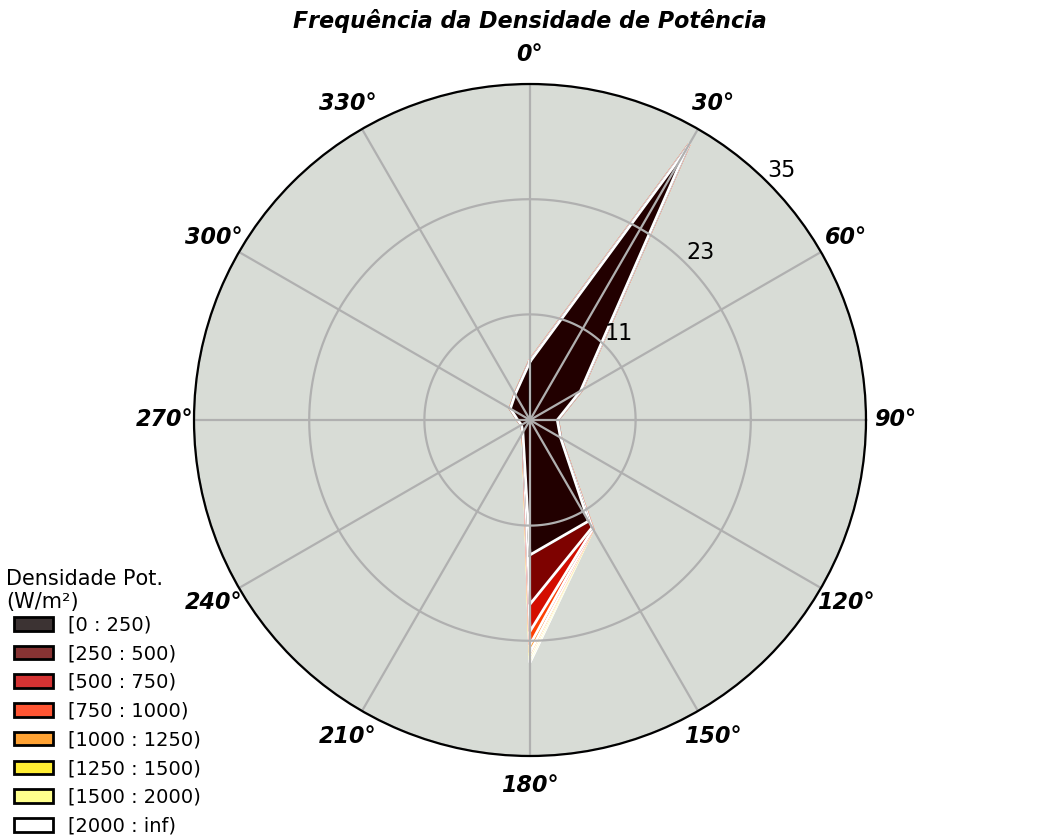 Frequência da Densidade de Potência
0°
330°
30°
35
300°
60°
23
11
270°
90°
Densidade Pot.
(W/m²)
240°
120°
[0 : 250)
[250 : 500)
[500 : 750)
[750 : 1000)
[1000 : 1250)
[1250 : 1500)
[1500 : 2000)
[2000 : inf)
210°
150°
180°